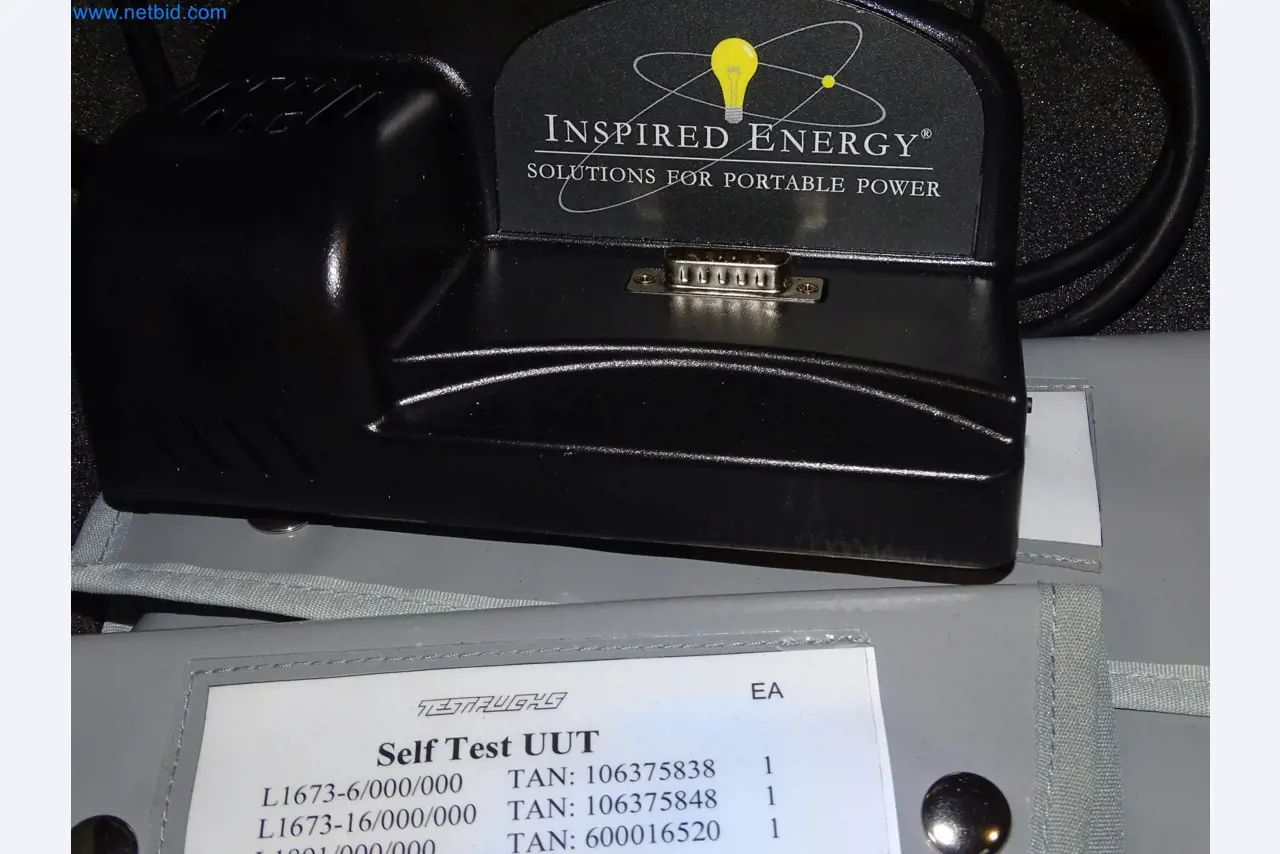 www.netbid.com
INSPIRED ENERGY®
SOLUTIONS FOR PORTABLE POWER
TESTFUCHS
EA
Self Test UUT
L1673-6/000/000 TAN: 106375838 1
L1673-16/000/000 TAN: 106375848 1
TAN: 600016520 1